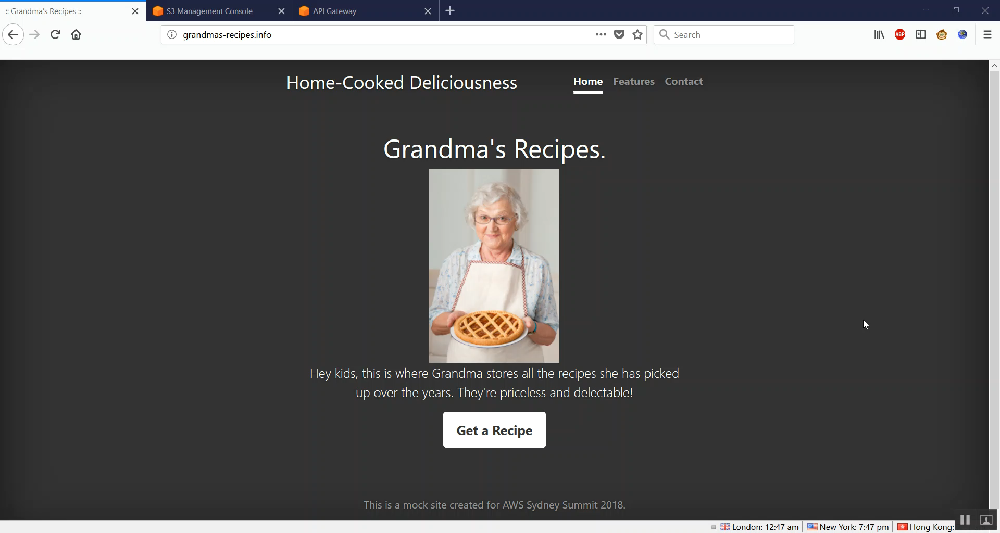 :: Grandma's Recipes ::
S3 Management Console
API Gateway
grandmas-recipes.info
Search
ABP
Home-Cooked Deliciousness
Home Features Contact
Grandma's Recipes.
Hey kids, this is where Grandma stores all the recipes she has picked
up over the years. They're priceless and delectable!
Get a Recipe
This is a mock site created for AWS Sydney Summit 2018.
London: 12:47 am New York: 7:47 pm Hong Kong: